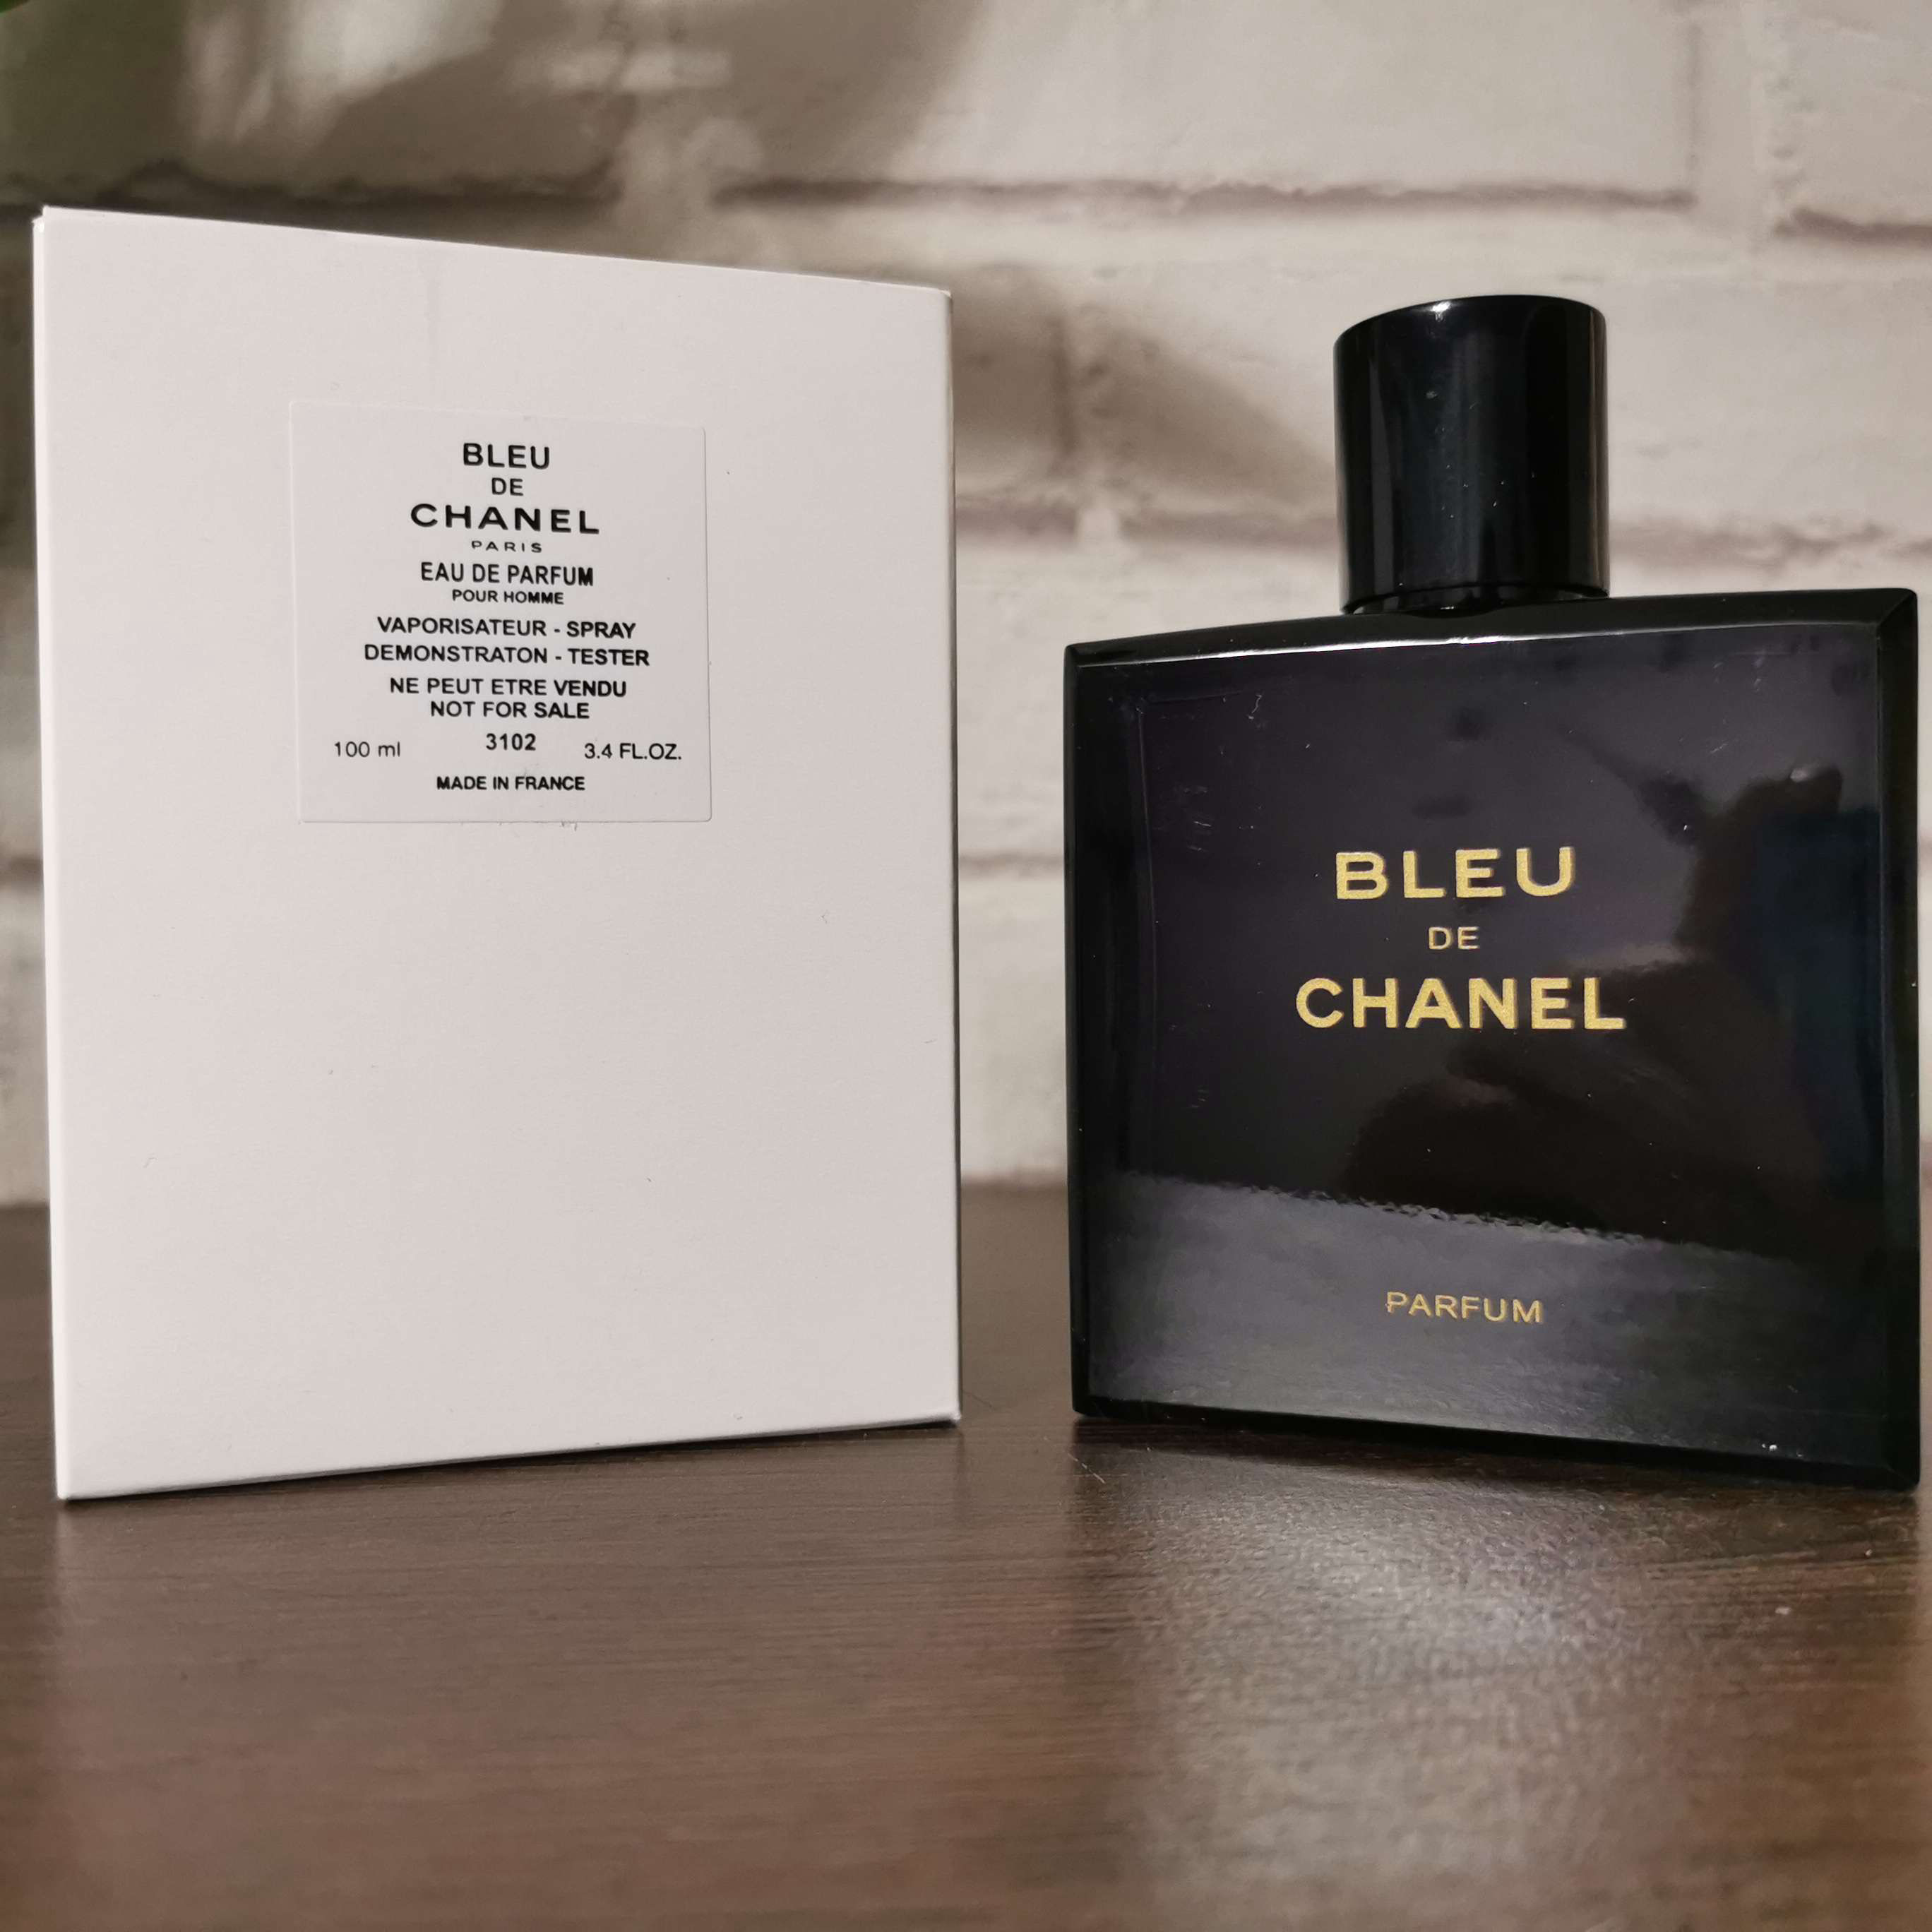 BLEU
DE
CHANEL
PARIS
EAU DE PARFUM
POUR HOMME
VAPORISATEUR - SPRAY
DEMONSTRATON - TESTER
NE PEUT ETRE VENDU
NOT FOR SALE
100 ml 3102 3.4 FL.OZ.
MADE IN FRANCE
BLEU
DE
CHANEL
PARFUM